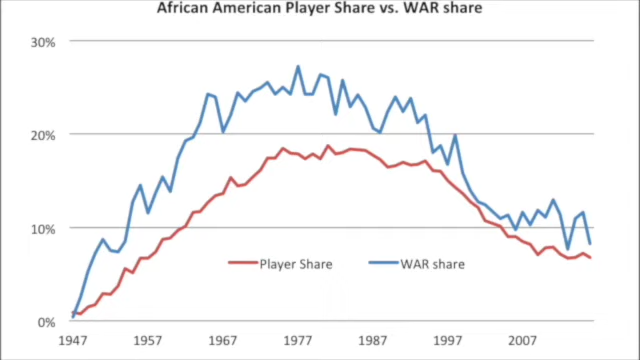 African American Player Share vs. WAR share
30%
20%
10%
0%
Player Share
WAR share
1947 1957 1967 1977 1987 1997 2007